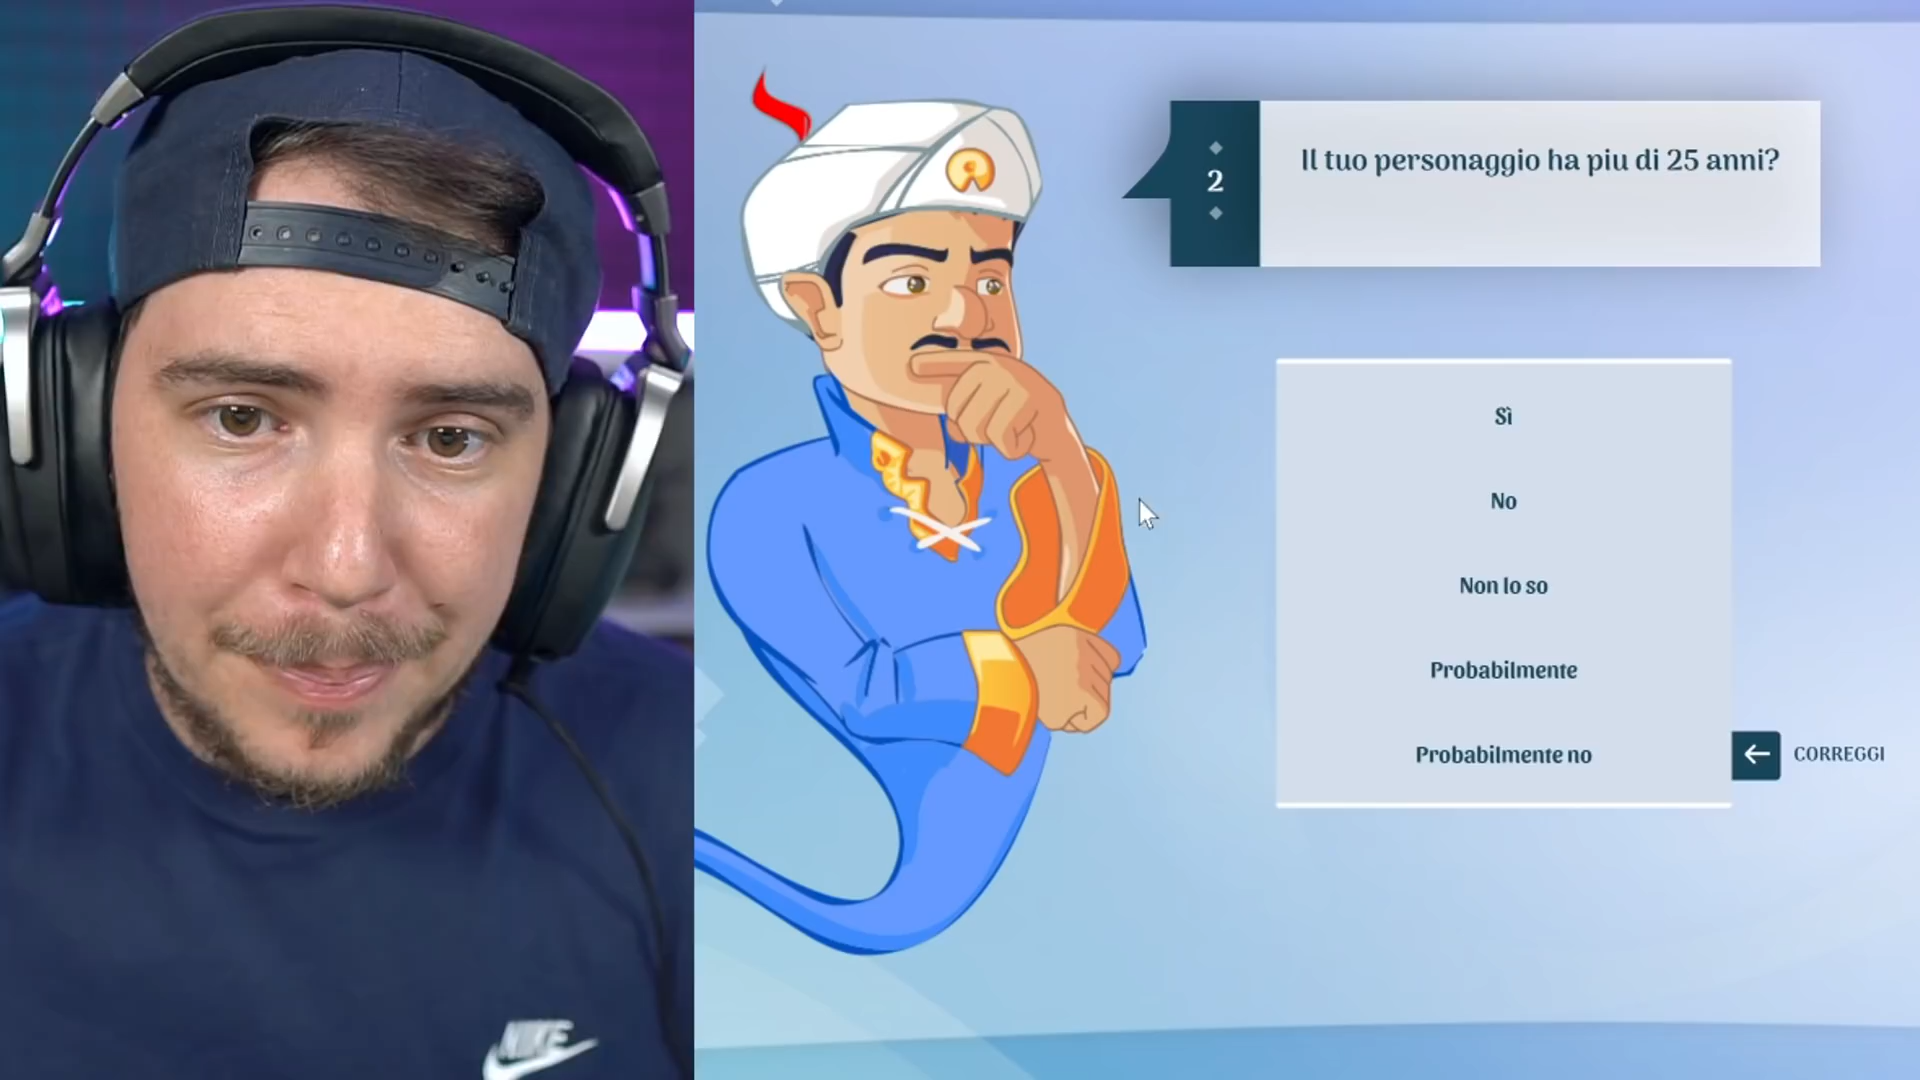 2
Il tuo personaggio ha piu di 25 anni?
Sì
No
Non lo so
Probabilmente
Probabilmente no
CORREGGI
NIKE